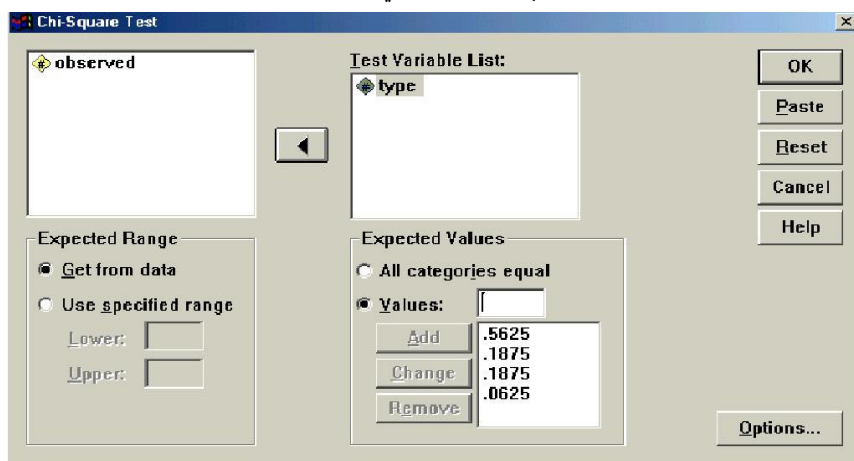 Chi-Square Test
observed
Test Variable List:
type
OK
Paste
Reset
Cancel
Help
Expected Range
Get from data
Use specified range
Lower:
Upper:
Expected Values
All categories equal
Values:
Add
Change
Remove
.5625
.1875
.1875
.0625
Options...